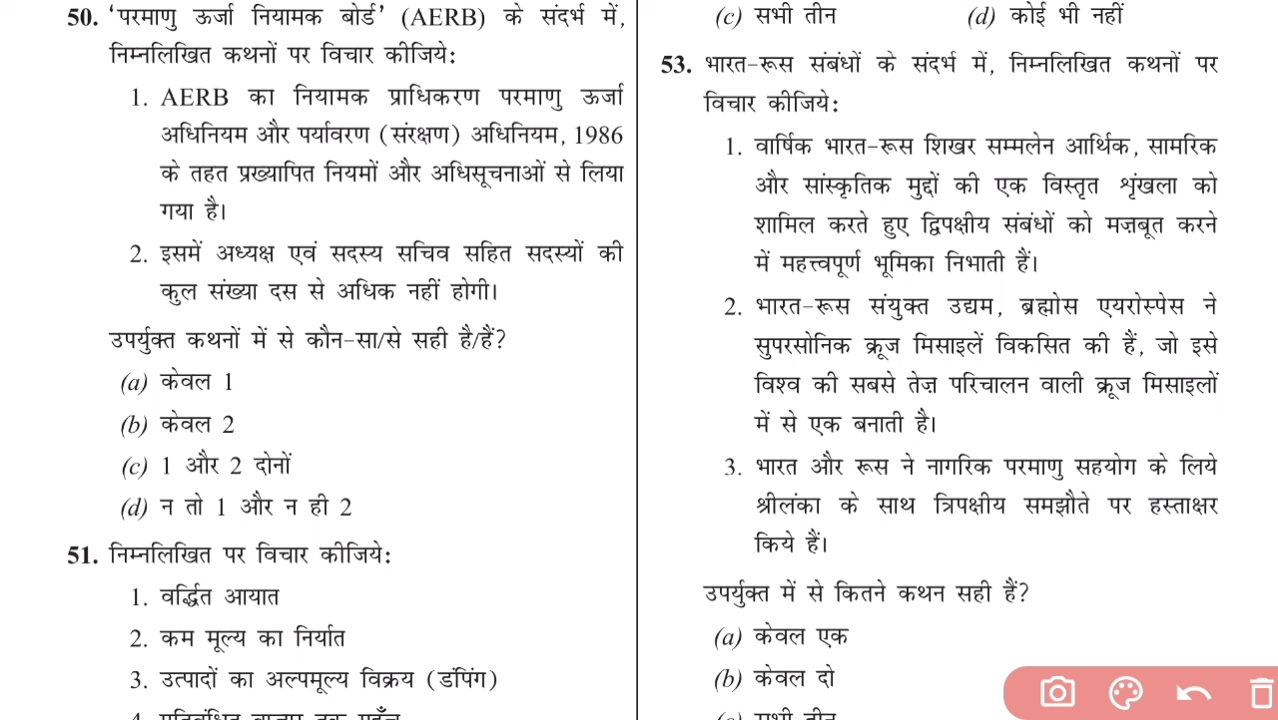 50. 'परमाणु ऊर्जा नियामक बोर्ड' (AERB) के संदर्भ में,
निम्नलिखित कथनों पर विचार कीजिये:
1. AERB का नियामक प्राधिकरण परमाणु ऊर्जा
अधिनियम और पर्यावरण (संरक्षण) अधिनियम, 1986
के तहत प्रख्यापित नियमों और अधिसूचनाओं से लिया
गया है।
2. इसमें अध्यक्ष एवं सदस्य सचिव सहित सदस्यों की
कुल संख्या दस से अधिक नहीं होगी।
उपर्युक्त कथनों में से कौन-सा/से सही है/हैं?
(a) केवल 1
(b) केवल 2
(c) 1 और 2 दोनों
(d) न तो 1 और न ही 2
51. निम्नलिखित पर विचार कीजिये:
1. वर्द्धित आयात
2. कम मूल्य का निर्यात
3. उत्पादों का अल्पमूल्य विक्रय (डंपिंग)
(c) सभी तीन (d) कोई भी नहीं
53. भारत-रूस संबंधों के संदर्भ में, निम्नलिखित कथनों पर
विचार कीजिये:
1. वार्षिक भारत-रूस शिखर सम्मलेन आर्थिक, सामरिक
और सांस्कृतिक मुद्दों की एक विस्तृत शृंखला को
शामिल करते हुए द्विपक्षीय संबंधों को मज़बूत करने
में महत्त्वपूर्ण भूमिका निभाती हैं।
2. भारत-रूस संयुक्त उद्यम, ब्रह्मोस एयरोस्पेस ने
सुपरसोनिक क्रूज मिसाइलें विकसित की हैं, जो इसे
विश्व की सबसे तेज़ परिचालन वाली क्रूज मिसाइलों
में से एक बनाती है।
3. भारत और रूस ने नागरिक परमाणु सहयोग के लिये
श्रीलंका के साथ त्रिपक्षीय समझौते पर हस्ताक्षर
किये हैं।
उपर्युक्त में से कितने कथन सही हैं?
(a) केवल एक
(b) केवल दो